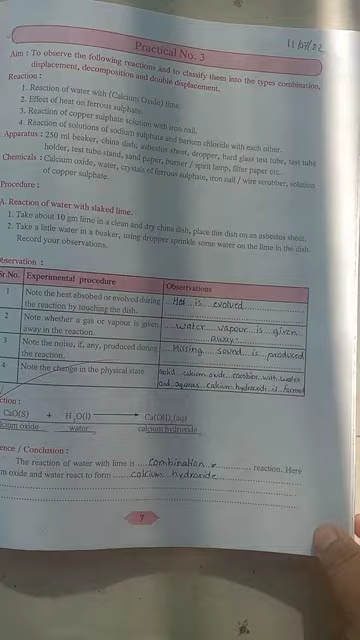 11/07/22
Practical No. 3
Aim : To observe the following reactions and to classify them into the types combination,
displacement, decomposition and double displacement.
Reaction :
1. Reaction of water with (Calcium Oxide) lime
2. Effect of heat on ferrous sulphate.
3. Reaction of copper sulphate solution with iron nail.
4. Reaction of solutions of sodium sulphate and barium chloride with each other.
Apparatus : 250 ml beaker, china dish, asbestos sheet, dropper, hard glass test tube, test tube
holder, test tube stand, sand paper, burner / spirit lamp, filter paper etc..
Chemicals : Calcium oxide, water, crystals of ferrous sulphate, iron nail / wire scrubber, solution
of copper sulphate.
Procedure :
A. Reaction of water with slaked lime.
1. Take about 10 gm lime in a clean and dry china dish, place this dish on an asbestos sheet.
2. Take a little water in a beaker, using dropper sprinkle some water on the lime in the dish.
Record your observations.
bservation :
Sr.No. Experimental procedure Observations
1 Note the heat absobed or evolved during the reaction by touching the dish. Heat is evolved
2 Note whether a gas or vapour is given away in the reaction. water vapour is given away.
3 Note the noise, if any, produced during the reaction. Hissing saund is produced
4 Note the change in the physical state solid calcium oxide combin with water and aqueous calcium hydroxide is formed
ction :
CaO(S) + H2O(l) ⟶ Ca(OH)2(aq)
lcium oxide water calcium hydroxide
ence / Conclusion :
The reaction of water with lime is combination reaction. Here
m oxide and water react to form calcium hydroxide
7